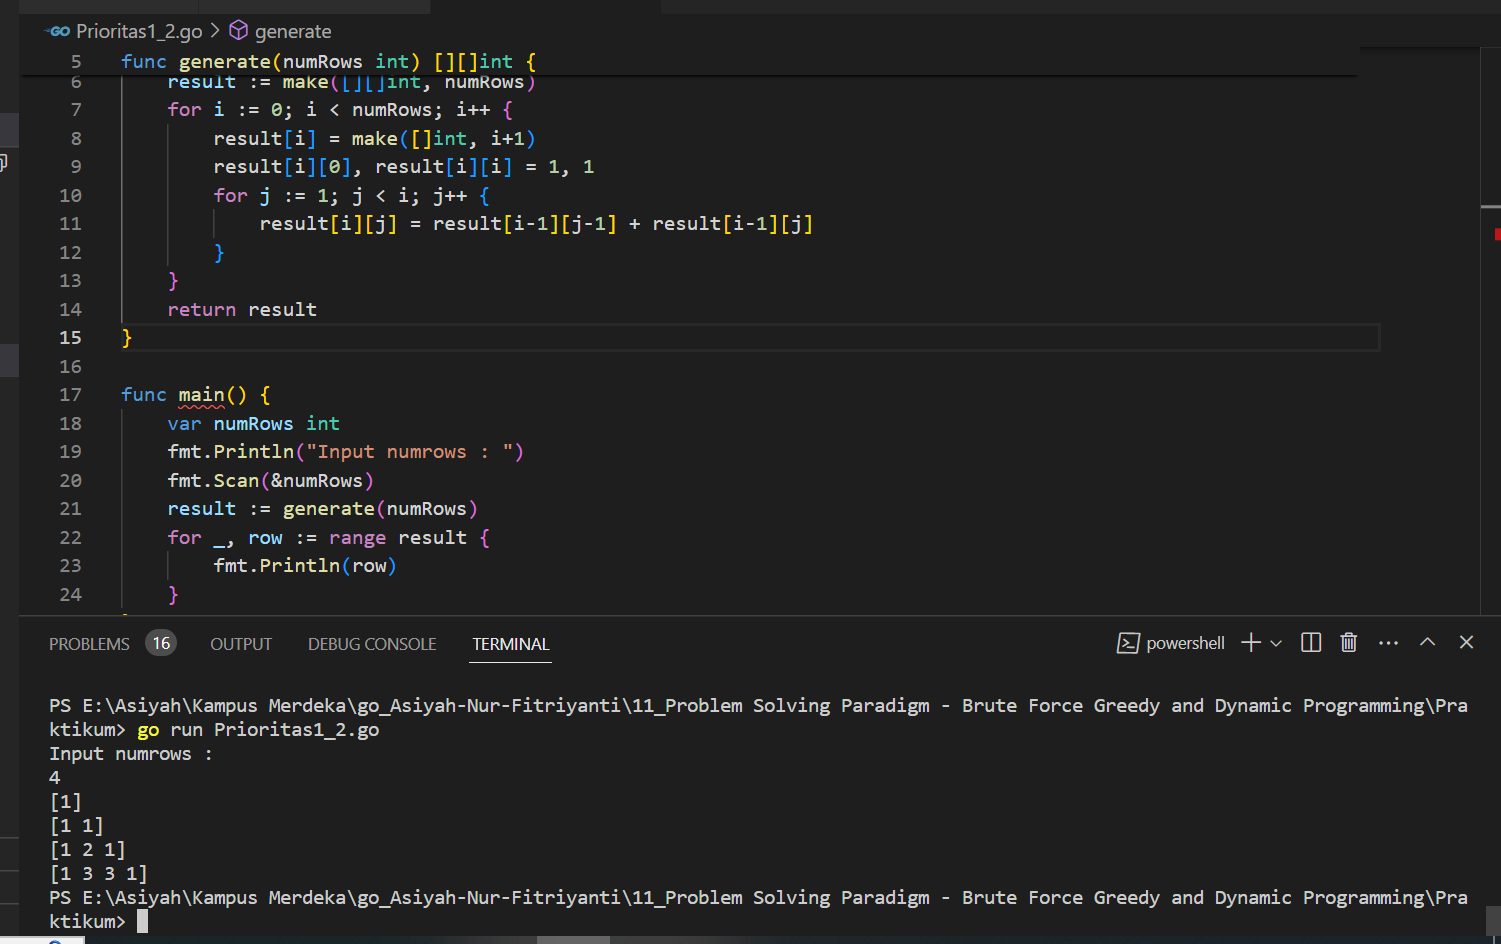 GO Prioritas1_2.go > generate
5 func generate(numRows int) [][]int {
6 result := make([][]int, numRows)
7 for i := 0; i < numRows; i++ {
8 result[i] = make([]int, i+1)
9 result[i][0], result[i][i] = 1, 1
10 for j := 1; j < i; j++ {
11 result[i][j] = result[i-1][j-1] + result[i-1][j]
12 }
13 }
14 return result
15 }
16
17 func main() {
18 var numRows int
19 fmt.Println("Input numrows : ")
20 fmt.Scan(&numRows)
21 result := generate(numRows)
22 for _, row := range result {
23 fmt.Println(row)
24 }
PROBLEMS 16 OUTPUT DEBUG CONSOLE TERMINAL powershell
PS E:\Asiyah\Kampus Merdeka\go_Asiyah-Nur-Fitriyanti\11_Problem Solving Paradigm - Brute Force Greedy and Dynamic Programming\Pra
ktikum> go run Prioritas1_2.go
Input numrows :
4
[1]
[1 1]
[1 2 1]
[1 3 3 1]
PS E:\Asiyah\Kampus Merdeka\go_Asiyah-Nur-Fitriyanti\11_Problem Solving Paradigm - Brute Force Greedy and Dynamic Programming\Pra
ktikum>